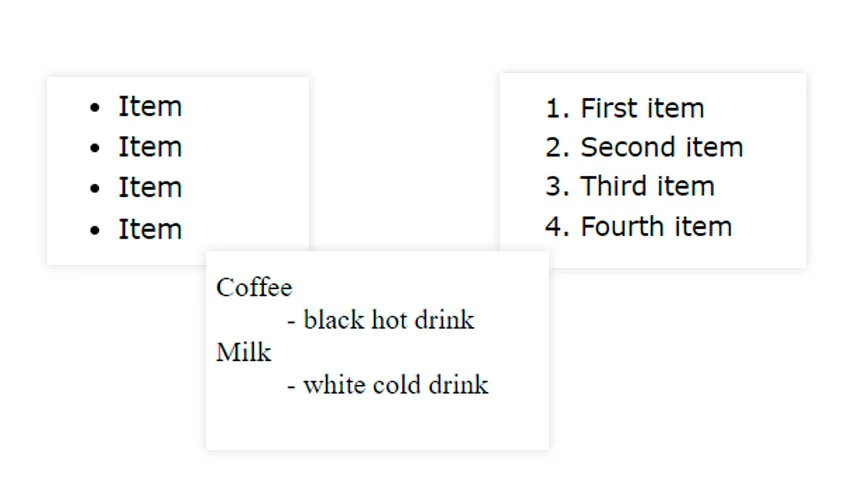 • Item
• Item
• Item
• Item
1. First item
2. Second item
3. Third item
4. Fourth item
Coffee
- black hot drink
Milk
- white cold drink